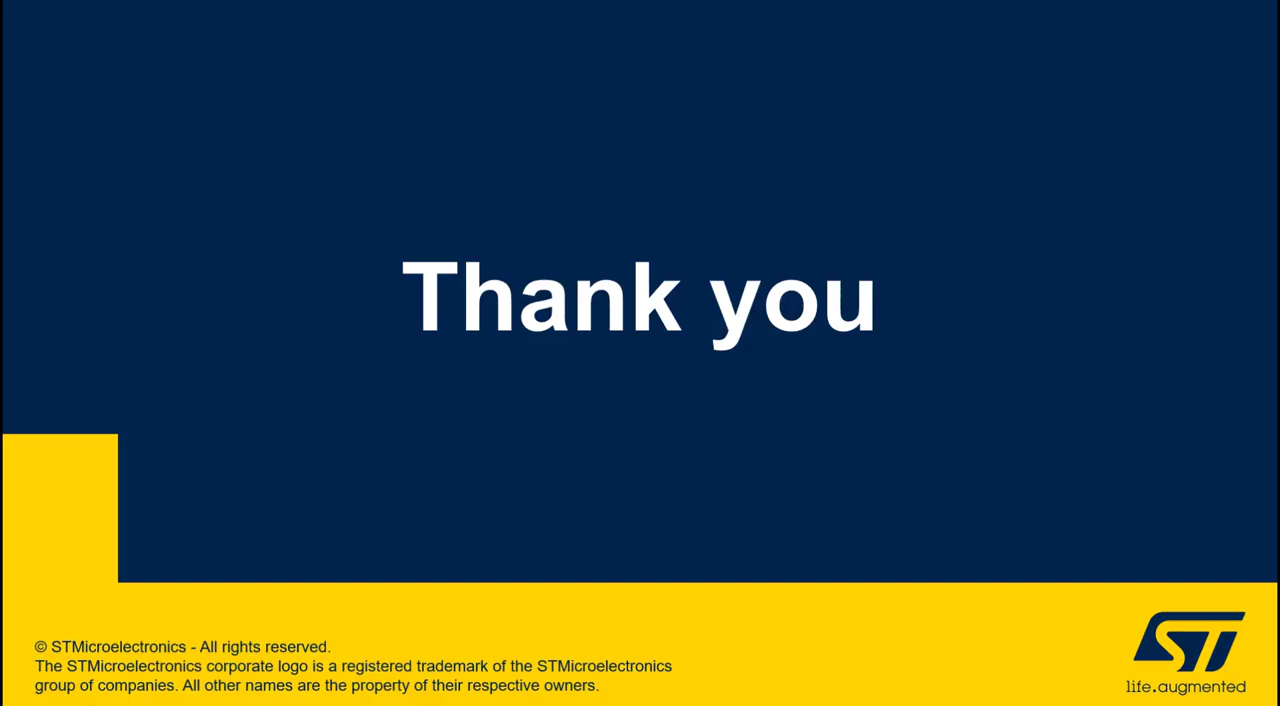 Thank you
© STMicroelectronics - All rights reserved.
The STMicroelectronics corporate logo is a registered trademark of the STMicroelectronics
group of companies. All other names are the property of their respective owners.
ST
life.augmented